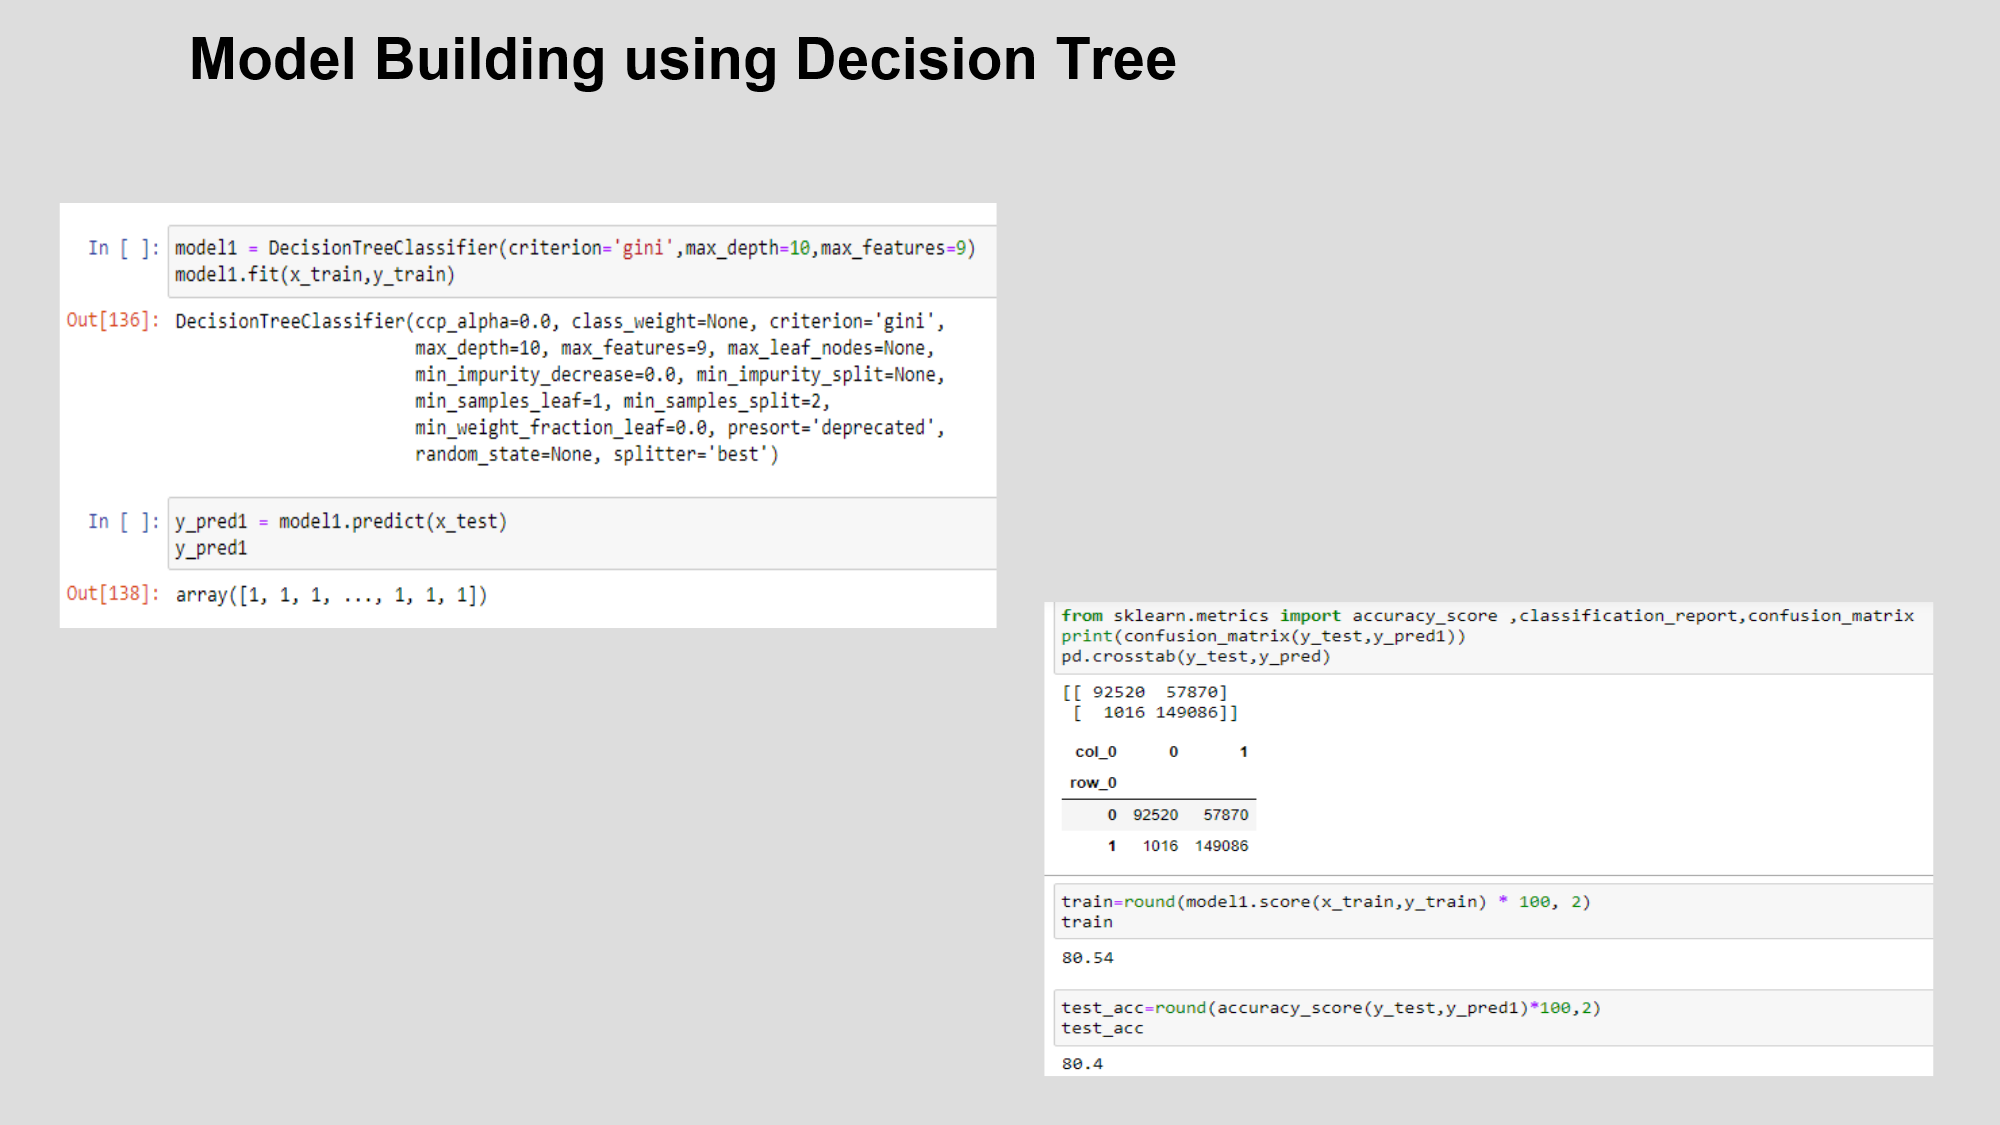 Model Building using Decision Tree
In [ ]: model1 = DecisionTreeClassifier(criterion='gini',max_depth=10,max_features=9)
model1.fit(x_train,y_train)
Out[136]: DecisionTreeClassifier(ccp_alpha=0.0, class_weight=None, criterion='gini',
max_depth=10, max_features=9, max_leaf_nodes=None,
min_impurity_decrease=0.0, min_impurity_split=None,
min_samples_leaf=1, min_samples_split=2,
min_weight_fraction_leaf=0.0, presort='deprecated',
random_state=None, splitter='best')
In [ ]: y_pred1 = model1.predict(x_test)
y_pred1
Out[138]: array([1, 1, 1, ..., 1, 1, 1])
from sklearn.metrics import accuracy_score ,classification_report,confusion_matrix
print(confusion_matrix(y_test,y_pred1))
pd.crosstab(y_test,y_pred)
[[ 92520 57870]
[ 1016 149086]]
col_0 0 1
row_0
0 92520 57870
1 1016 149086
train=round(model1.score(x_train,y_train) * 100, 2)
train
80.54
test_acc=round(accuracy_score(y_test,y_pred1)*100,2)
test_acc
80.4